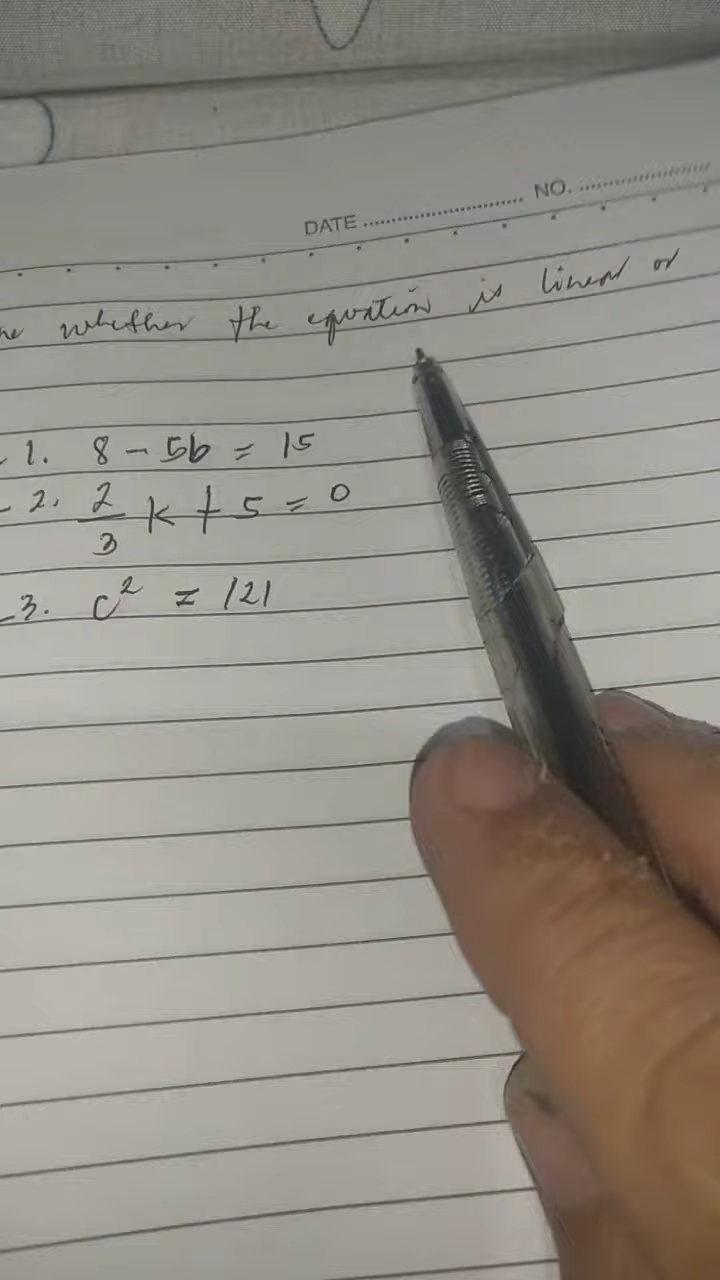 DATE ........................ NO. ....................
whether the equation is linear or
1. 8 - 5b = 15
2. 2/3 k + 5 = 0
3. c² = 121